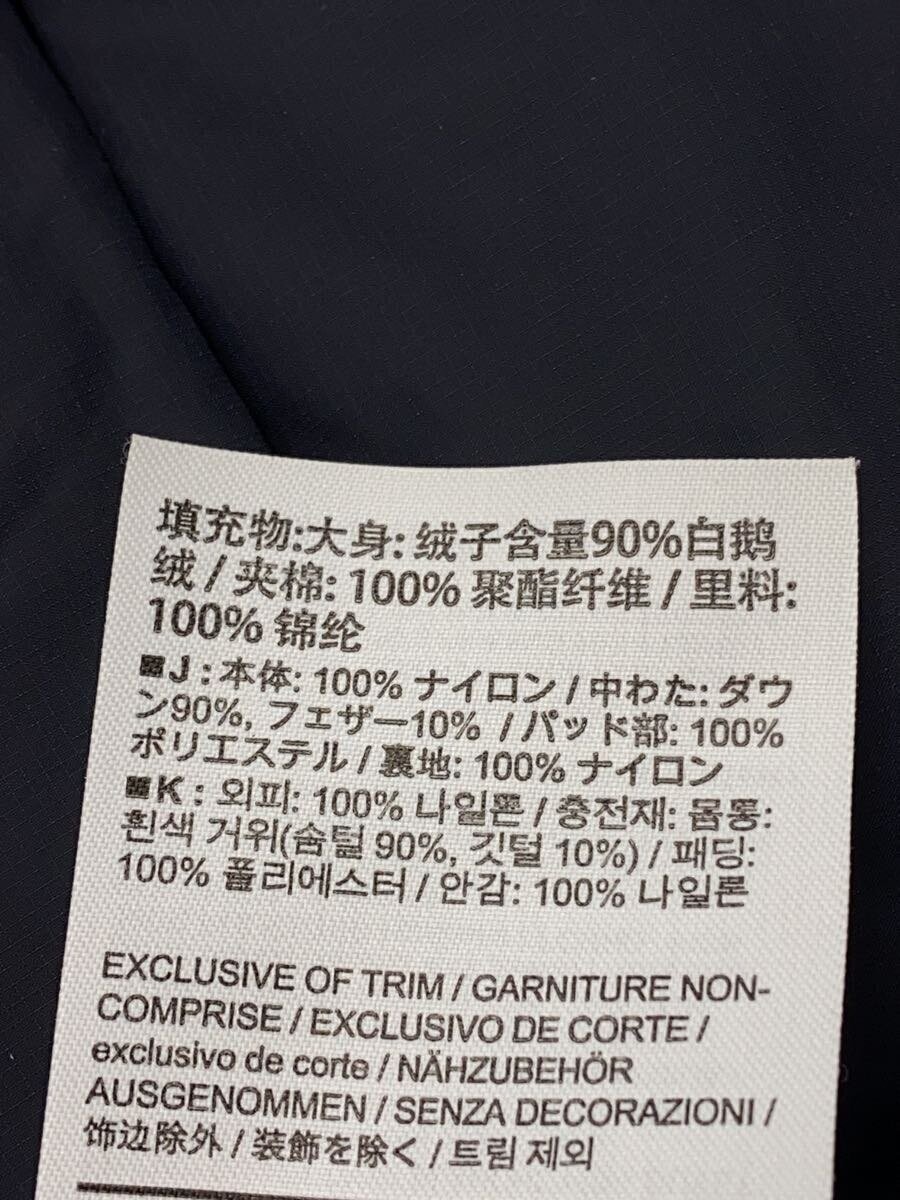 填充物:大身: 绒子含量90%白鹅
绒 / 夹棉: 100% 聚酯纤维 / 里料:
100% 锦纶
■J : 本体: 100% ナイロン / 中わた: ダウ
ン90%, フェザー10% / パッド部: 100%
ポリエステル / 裏地: 100% ナイロン
■K : 외피: 100% 나일론 / 충전재: 몸통:
흰색 거위(솜털 90%, 깃털 10%) / 패딩:
100% 폴리에스터 / 안감: 100% 나일론
EXCLUSIVE OF TRIM / GARNITURE NON-
COMPRISE / EXCLUSIVO DE CORTE /
exclusivo de corte / NÄHZUBEHÖR
AUSGENOMMEN / SENZA DECORAZIONI /
饰边除外 / 装飾を除く / 트림 제외